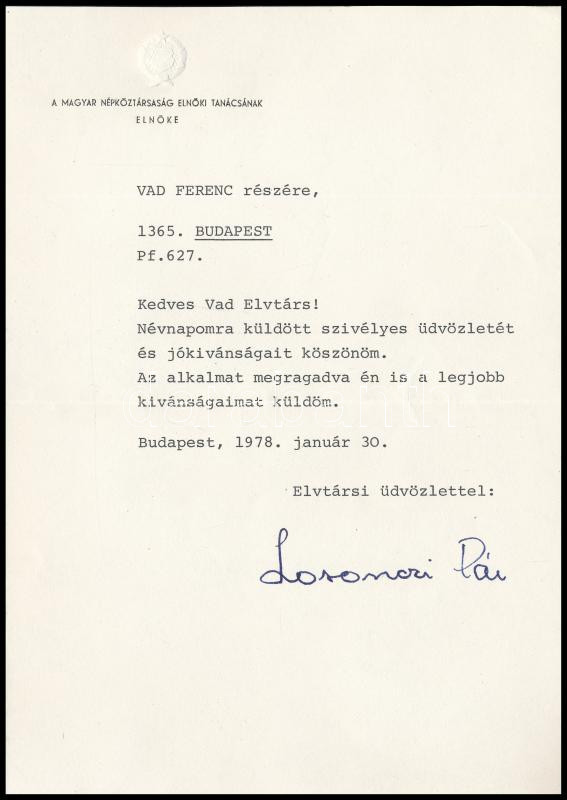 A MAGYAR NÉPKÖZTÁRSASÁG ELNÖKI TANÁCSÁNAK
ELNÖKE
VAD FERENC részére,
1365. BUDAPEST
Pf.627.
Kedves Vad Elvtárs!
Névnapomra küldött szivélyes üdvözletét
és jókivánságait köszönöm.
Az alkalmat megragadva én is a legjobb
kivánságaimat küldöm.
Budapest, 1978. január 30.
Elvtársi üdvözlettel:
Losonczi Pál